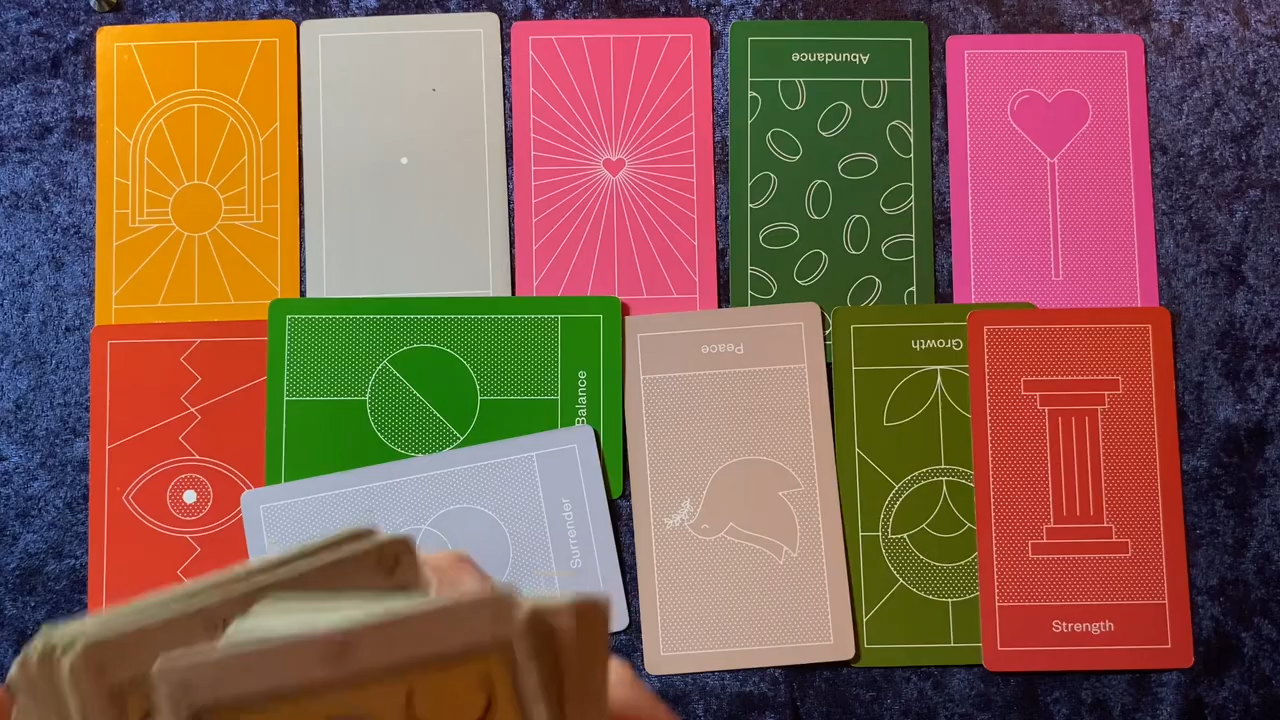 Abundance
Balance
Peace
Growth
Surrender
Strength